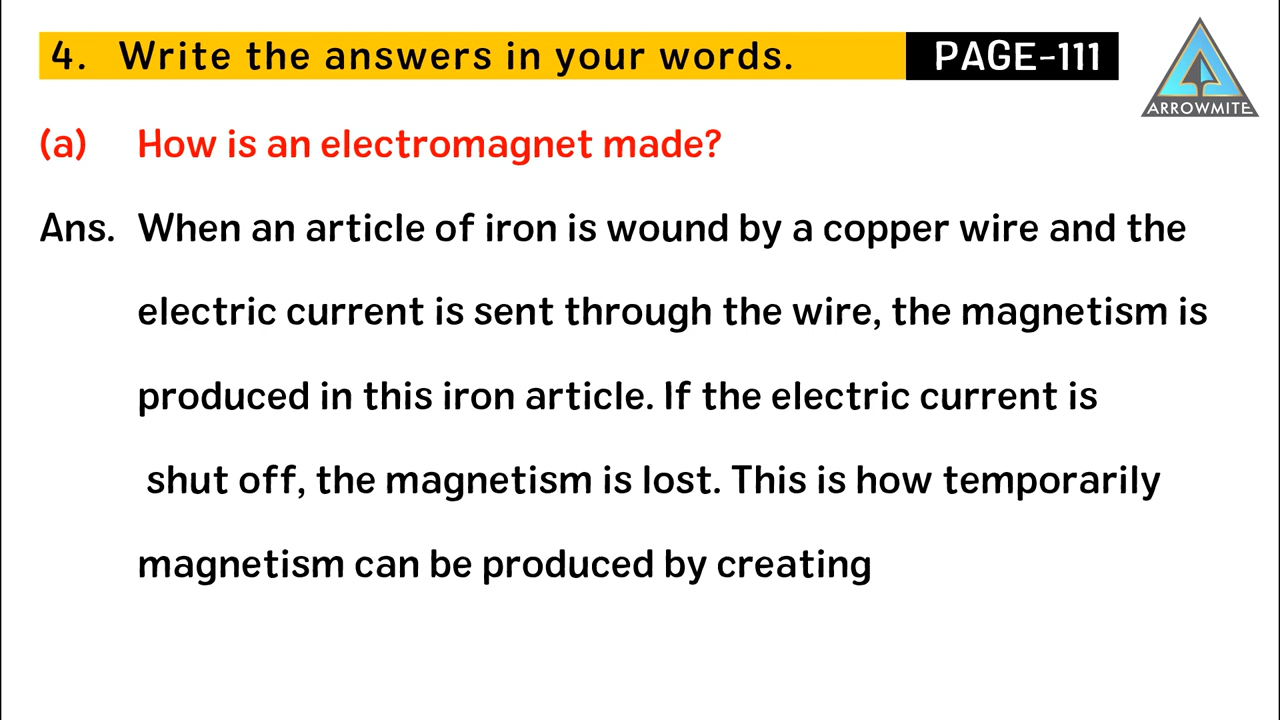 4. Write the answers in your words. PAGE-111
ARROWMITE
(a) How is an electromagnet made?
Ans. When an article of iron is wound by a copper wire and the
electric current is sent through the wire, the magnetism is
produced in this iron article. If the electric current is
shut off, the magnetism is lost. This is how temporarily
magnetism can be produced by creating